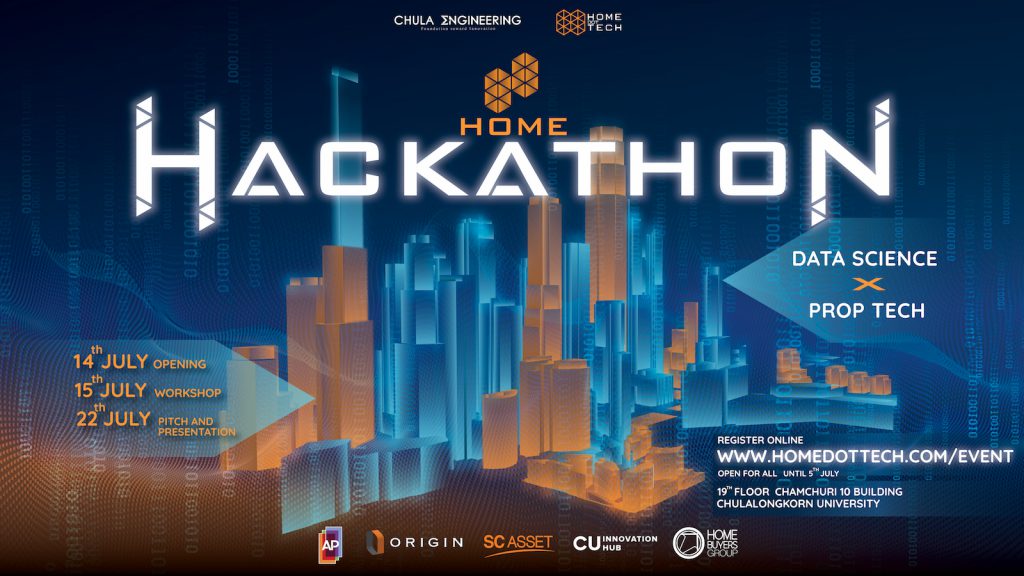 CHULA ΣNGINEERING
Foundation toward Innovation
HOME
DOT
TECH
HOME
HACKATHON
DATA SCIENCE
X
PROP TECH
14th JULY OPENING
15th JULY WORKSHOP
22th JULY PITCH AND
PRESENTATION
REGISTER ONLINE
WWW.HOMEDOTTECH.COM/EVENT
OPEN FOR ALL UNTIL 5TH JULY
19TH FLOOR CHAMCHURI 10 BUILDING
CHULALONGKORN UNIVERSITY
AP
ORIGIN
SC ASSET
CU INNOVATION
HUB
HOME
BUYERS
GROUP